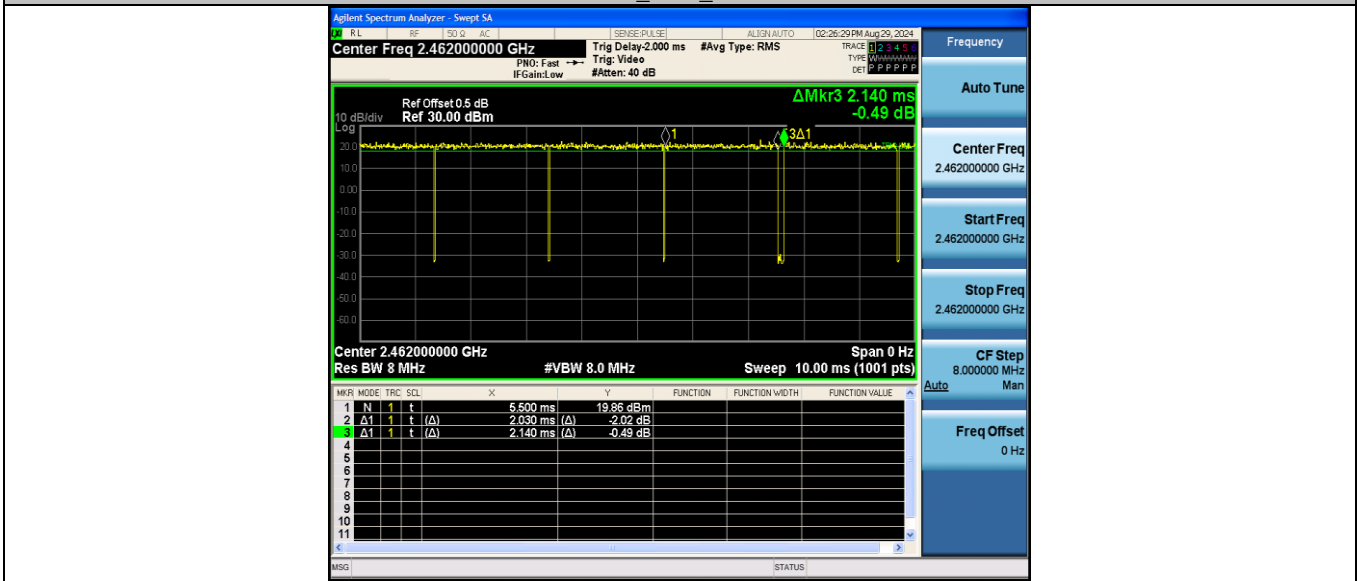 Agilent Spectrum Analyzer - Swept SA
RL RF 50 Ω AC SENSE:PULSE ALIGN AUTO 02:26:29 PM Aug 29, 2024
Center Freq 2.462000000 GHz Trig Delay-2.000 ms #Avg Type: RMS TRACE 1 2 3 4 5 6
PNO: Fast Trig: Video TYPE W
IFGain:Low #Atten: 40 dB DET P P P P P P
Frequency
ΔMkr3 2.140 ms
-0.49 dB
Ref Offset 0.5 dB
10 dB/div Ref 30.00 dBm
Log
1
3Δ1
20.0
10.0
0.00
-10.0
-20.0
-30.0
-40.0
-50.0
-60.0
Center 2.462000000 GHz Span 0 Hz
Res BW 8 MHz #VBW 8.0 MHz Sweep 10.00 ms (1001 pts)
MKR MODE TRC SCL X Y FUNCTION FUNCTION WIDTH FUNCTION VALUE
1 N 1 t 5.500 ms 19.86 dBm
2 Δ1 1 t (Δ) 2.030 ms (Δ) -2.02 dB
3 Δ1 1 t (Δ) 2.140 ms (Δ) -0.49 dB
4
5
6
7
8
9
10
11
MSG STATUS
Auto Tune
Center Freq
2.462000000 GHz
Start Freq
2.462000000 GHz
Stop Freq
2.462000000 GHz
CF Step
8.000000 MHz
Auto Man
Freq Offset
0 Hz